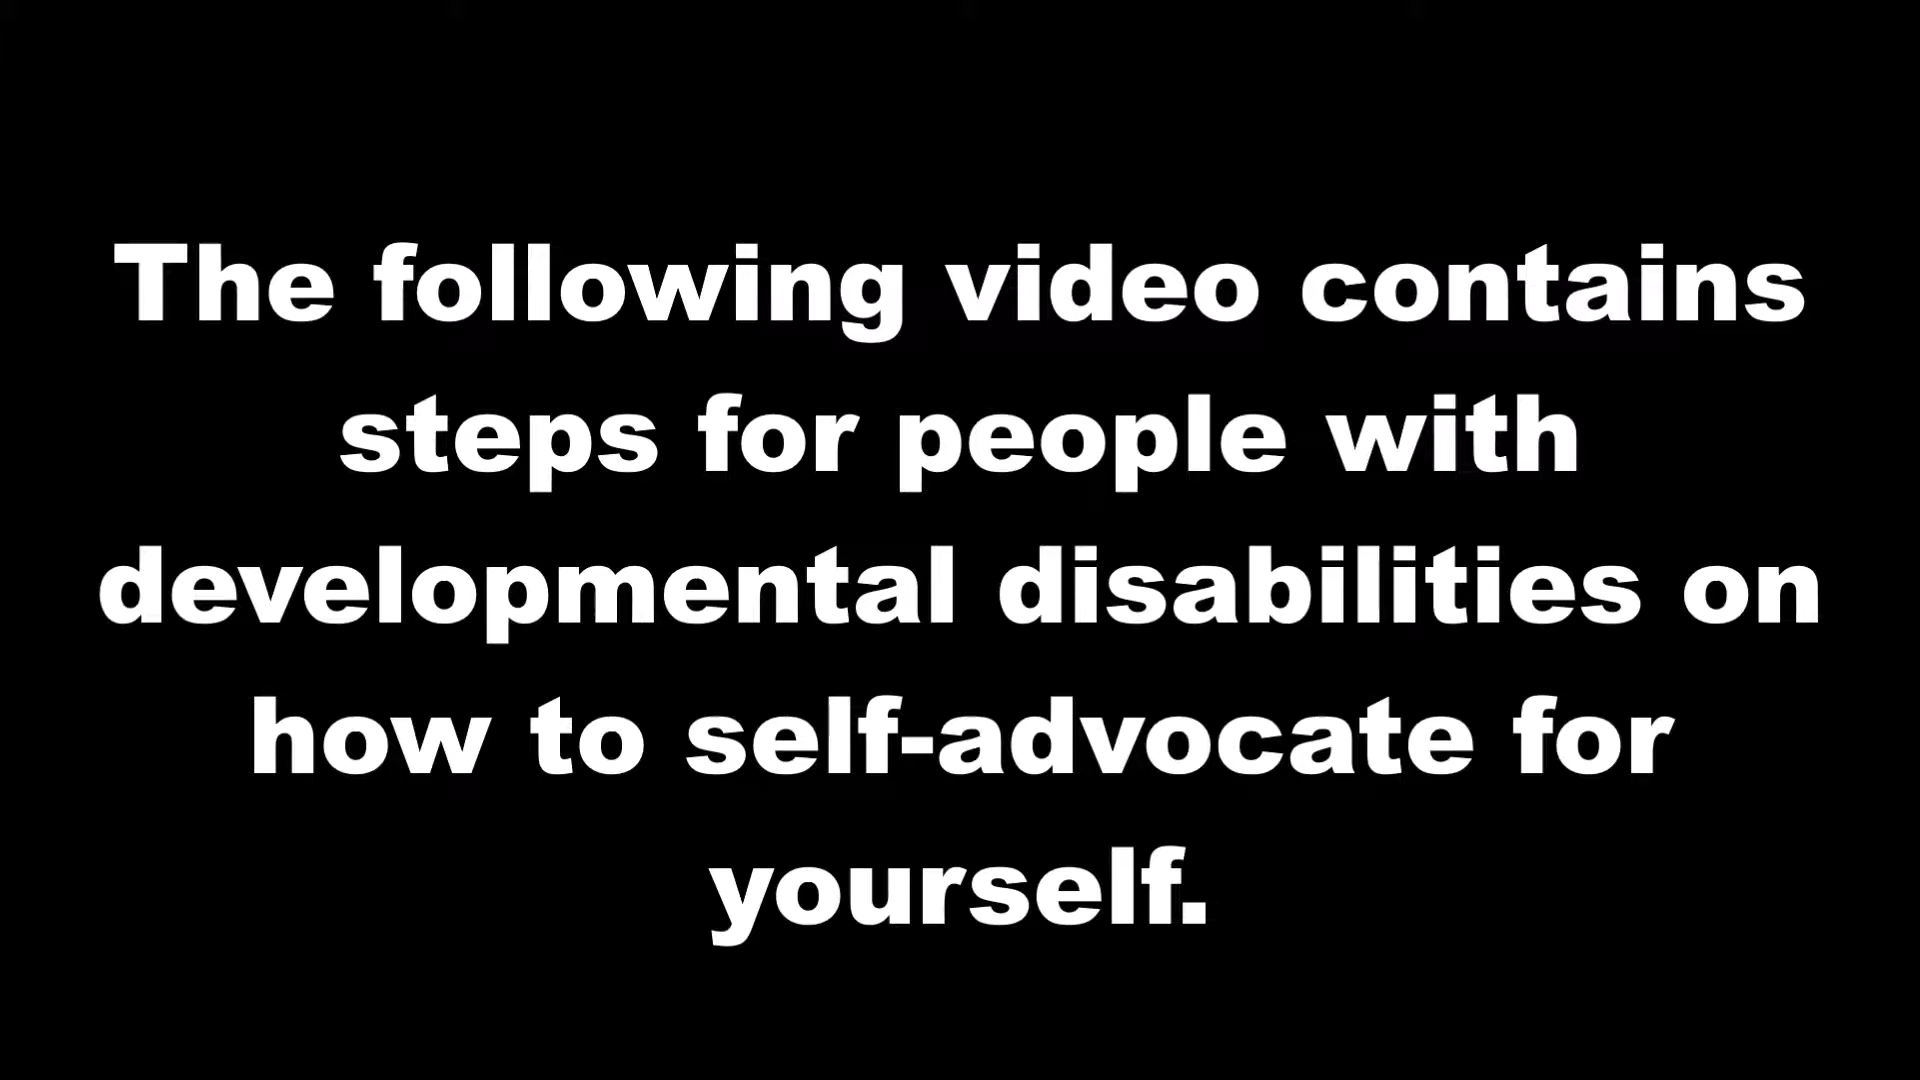 The following video contains
steps for people with
developmental disabilities on
how to self-advocate for
yourself.